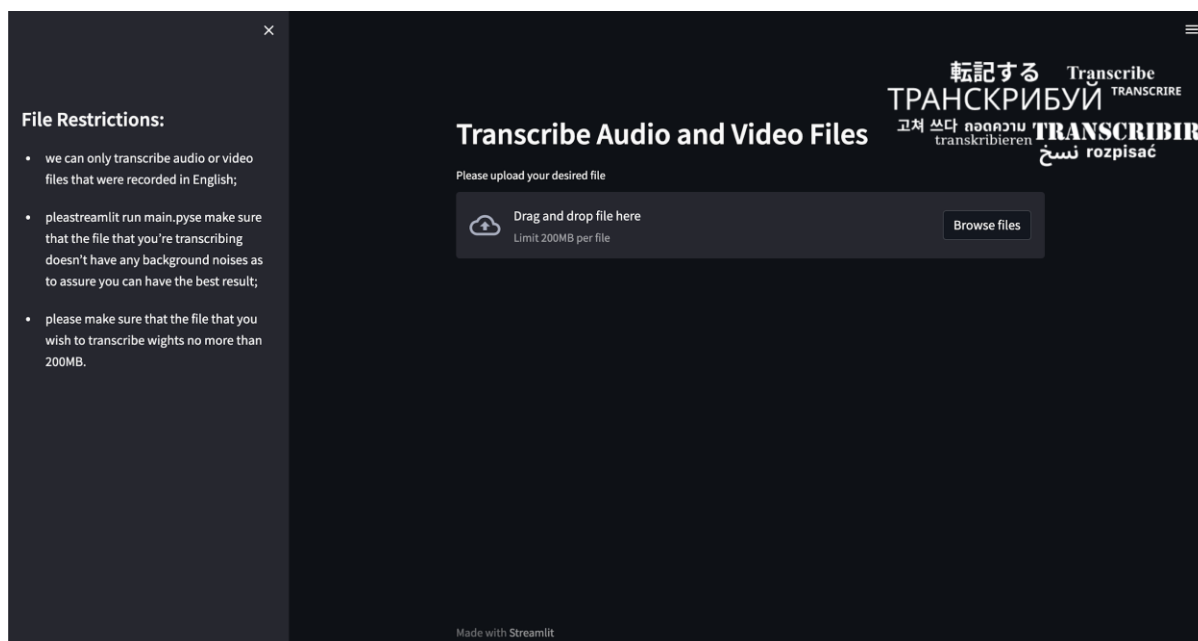 File Restrictions:
we can only transcribe audio or video
files that were recorded in English;
pleastreamlit run main.pyse make sure
that the file that you're transcribing
doesn't have any background noises as
to assure you can have the best result;
please make sure that the file that you
wish to transcribe wights no more than
200MB.
転記する Transcribe
ТРАНСКРИБУЙ TRANSCRIRE
고쳐 쓰다 ถอดความ TRANSCRIBIR
transkribieren
نسخ rozpisać
Transcribe Audio and Video Files
Please upload your desired file
Drag and drop file here
Limit 200MB per file
Browse files
Made with Streamlit